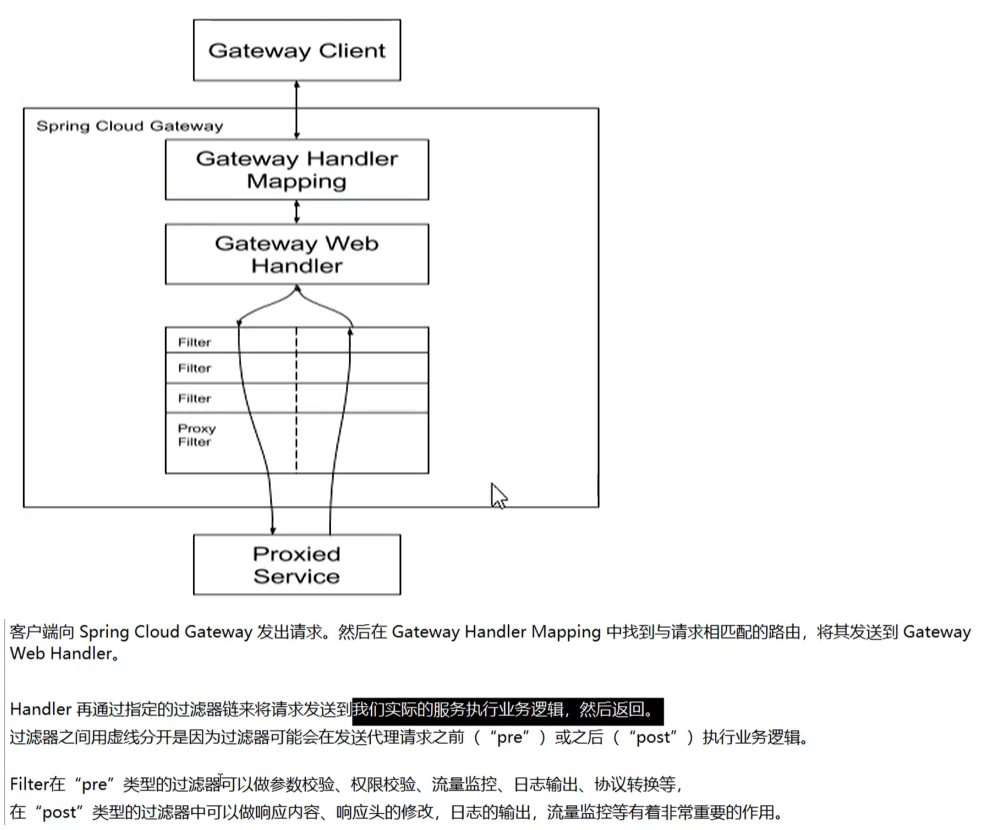 Gateway Client
Spring Cloud Gateway
Gateway Handler
Mapping
Gateway Web
Handler
Filter
Filter
Filter
Proxy
Filter
Proxied
Service
客户端向 Spring Cloud Gateway 发出请求。然后在 Gateway Handler Mapping 中找到与请求相匹配的路由，将其发送到 Gateway
Web Handler。
Handler 再通过指定的过滤器链来将请求发送到我们实际的服务执行业务逻辑，然后返回。
过滤器之间用虚线分开是因为过滤器可能会在发送代理请求之前（“pre”）或之后（“post”）执行业务逻辑。
Filter在“pre”类型的过滤器可以做参数校验、权限校验、流量监控、日志输出、协议转换等，
在“post”类型的过滤器中可以做响应内容、响应头的修改，日志的输出，流量监控等有着非常重要的作用。